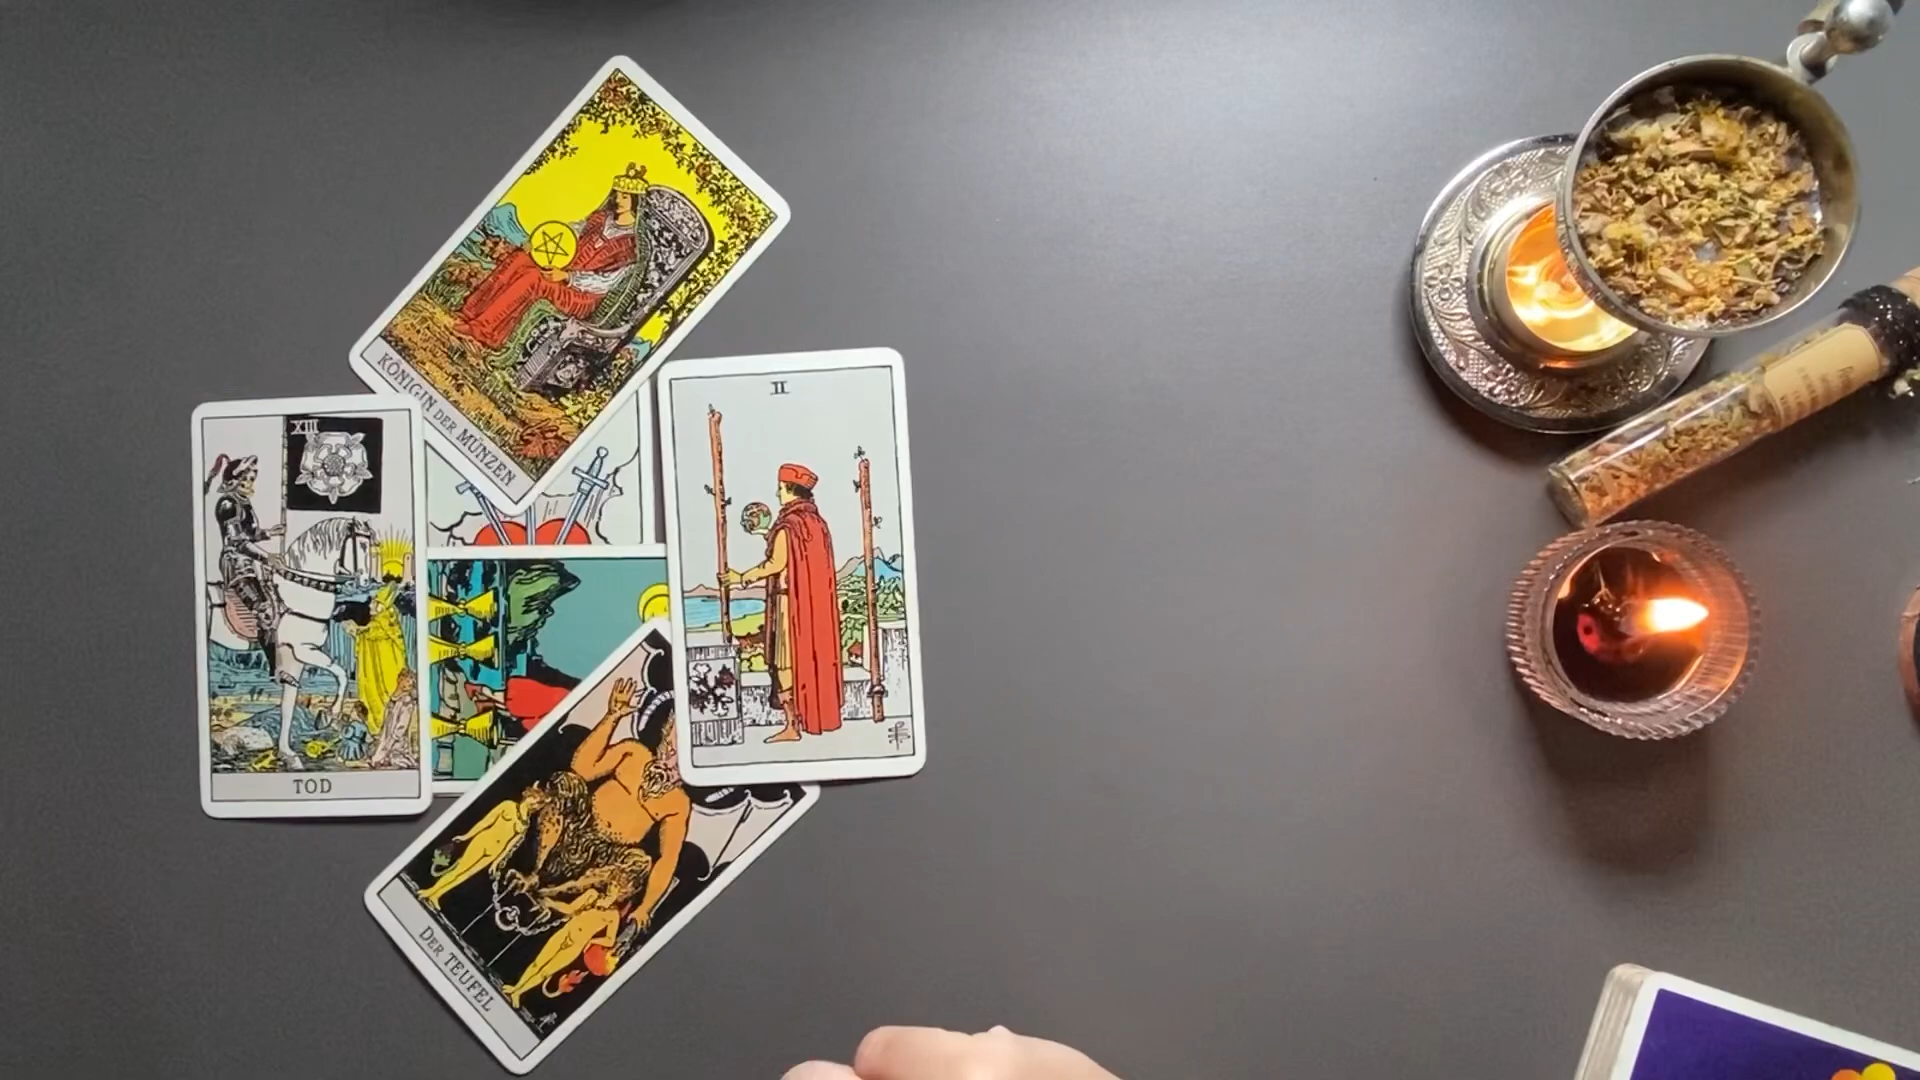 KÖNIGIN DER MÜNZEN
XIII
TOD
II
DER TEUFEL